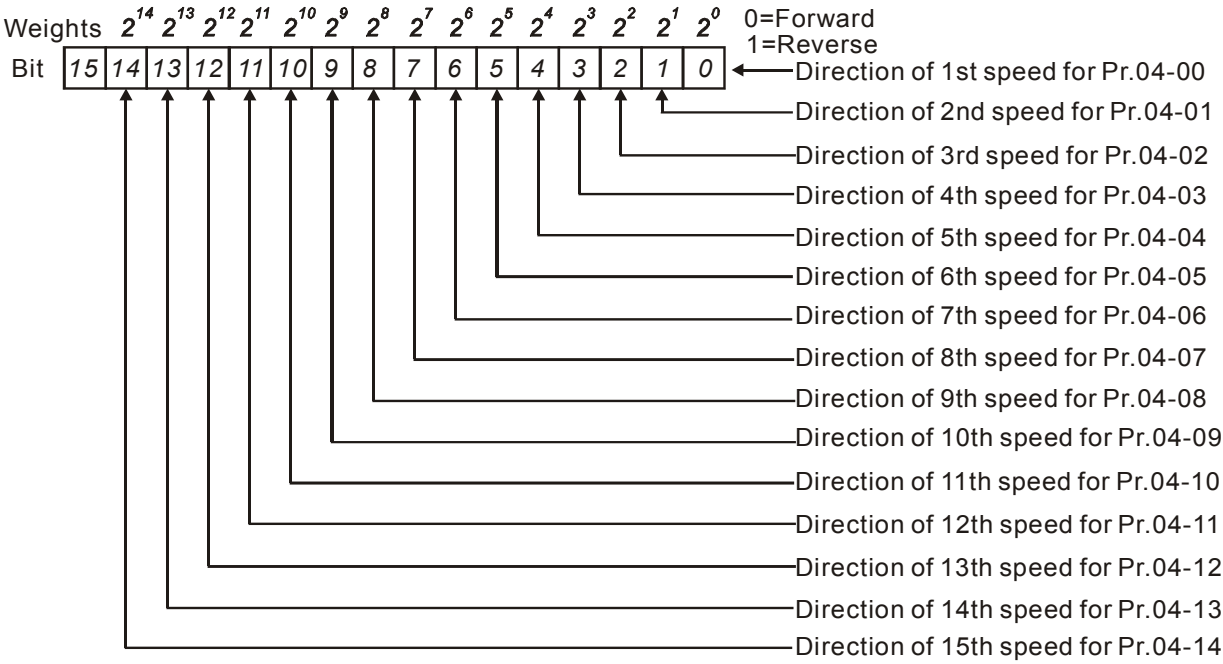 Weights 2^14 2^13 2^12 2^11 2^10 2^9 2^8 2^7 2^6 2^5 2^4 2^3 2^2 2^1 2^0
0=Forward
1=Reverse
Bit 15 14 13 12 11 10 9 8 7 6 5 4 3 2 1 0
Direction of 1st speed for Pr.04-00
Direction of 2nd speed for Pr.04-01
Direction of 3rd speed for Pr.04-02
Direction of 4th speed for Pr.04-03
Direction of 5th speed for Pr.04-04
Direction of 6th speed for Pr.04-05
Direction of 7th speed for Pr.04-06
Direction of 8th speed for Pr.04-07
Direction of 9th speed for Pr.04-08
Direction of 10th speed for Pr.04-09
Direction of 11th speed for Pr.04-10
Direction of 12th speed for Pr.04-11
Direction of 13th speed for Pr.04-12
Direction of 14th speed for Pr.04-13
Direction of 15th speed for Pr.04-14